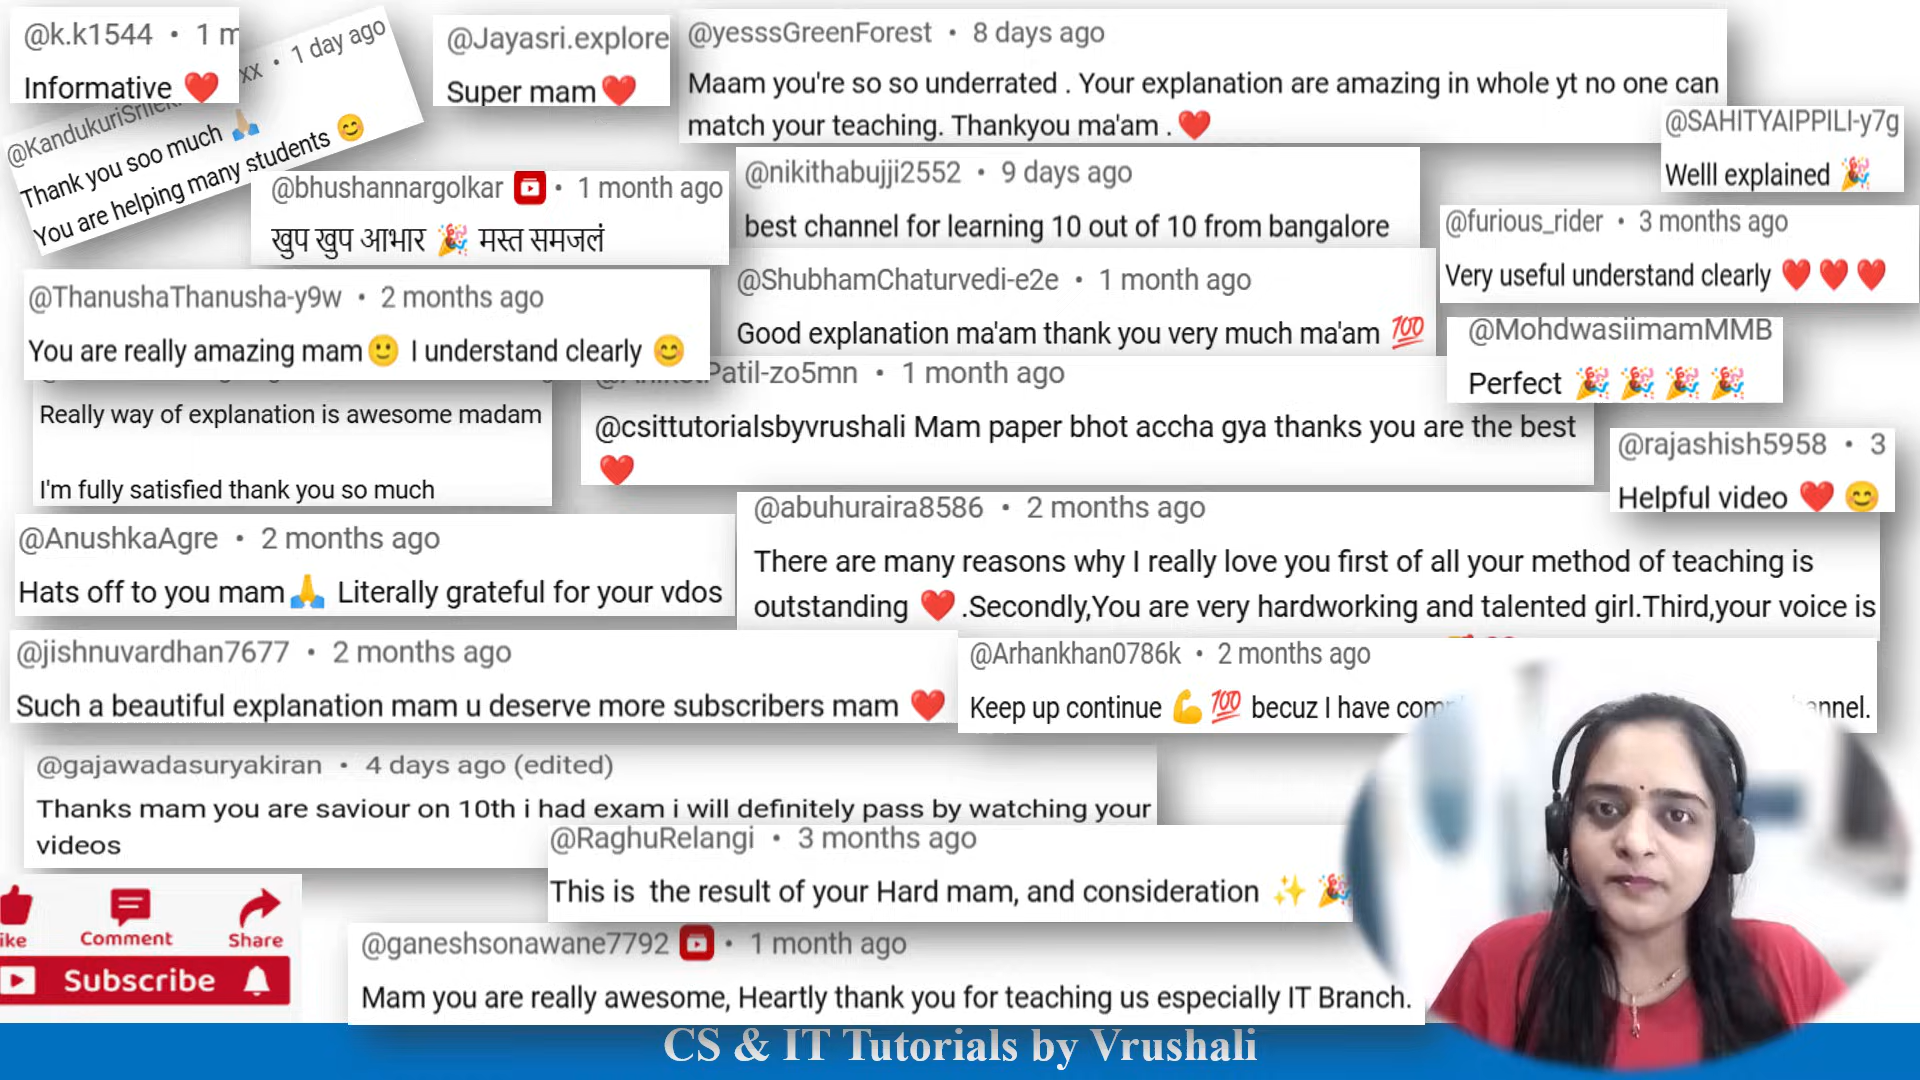 @k.k1544 • 1 m
Informative ❤️
xx • 1 day ago
Thank you soo much 🙏
You are helping many students 😊
@Jayasri.explore
Super mam❤️
@yesssGreenForest • 8 days ago
Maam you're so so underrated . Your explanation are amazing in whole yt no one can
match your teaching. Thankyou ma'am . ❤️
@SAHITYAIPPILI-y7g
Welll explained 🎉
@bhushannargolkar • 1 month ago
खुप खुप आभार 🎉 मस्त समजलं
@nikithabujji2552 • 9 days ago
best channel for learning 10 out of 10 from bangalore
@furious_rider • 3 months ago
Very useful understand clearly ❤️❤️❤️
@ThanushaThanusha-y9w • 2 months ago
You are really amazing mam🙂 I understand clearly 😊
@ShubhamChaturvedi-e2e • 1 month ago
Good explanation ma'am thank you very much ma'am 💯
@MohdwasiimamMMB
Perfect 🎉 🎉 🎉 🎉
Really way of explanation is awesome madam
I'm fully satisfied thank you so much
Patil-zo5mn • 1 month ago
@csittutorialsbyvrushali Mam paper bhot accha gya thanks you are the best
❤️
@rajashish5958 • 3
Helpful video ❤️ 😊
@AnushkaAgre • 2 months ago
Hats off to you mam🙏 Literally grateful for your vdos
@abuhuraira8586 • 2 months ago
There are many reasons why I really love you first of all your method of teaching is
outstanding ❤️.Secondly,You are very hardworking and talented girl.Third,your voice is
@jishnuvardhan7677 • 2 months ago
Such a beautiful explanation mam u deserve more subscribers mam ❤️
@Arhankhan0786k • 2 months ago
Keep up continue 💪💯 becuz I have com nnel.
@gajawadasuryakiran • 4 days ago (edited)
Thanks mam you are saviour on 10th i had exam i will definitely pass by watching your
videos
@RaghuRelangi • 3 months ago
This is the result of your Hard mam, and consideration ✨ 🎉
ike Comment Share
Subscribe
@ganeshsonawane7792 • 1 month ago
Mam you are really awesome, Heartly thank you for teaching us especially IT Branch.
CS & IT Tutorials by Vrushali